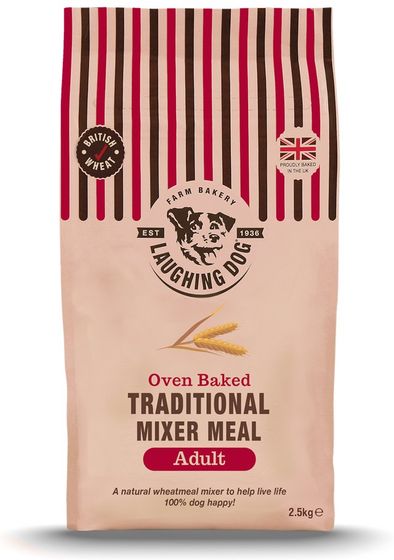 BRITISH
WHEAT
PROUDLY BAKED
IN THE UK
FARM BAKERY
EST 1936
LAUGHING DOG
Oven Baked
TRADITIONAL
MIXER MEAL
Adult
A natural wheatmeal mixer to help live life
100% dog happy!
2.5kg℮